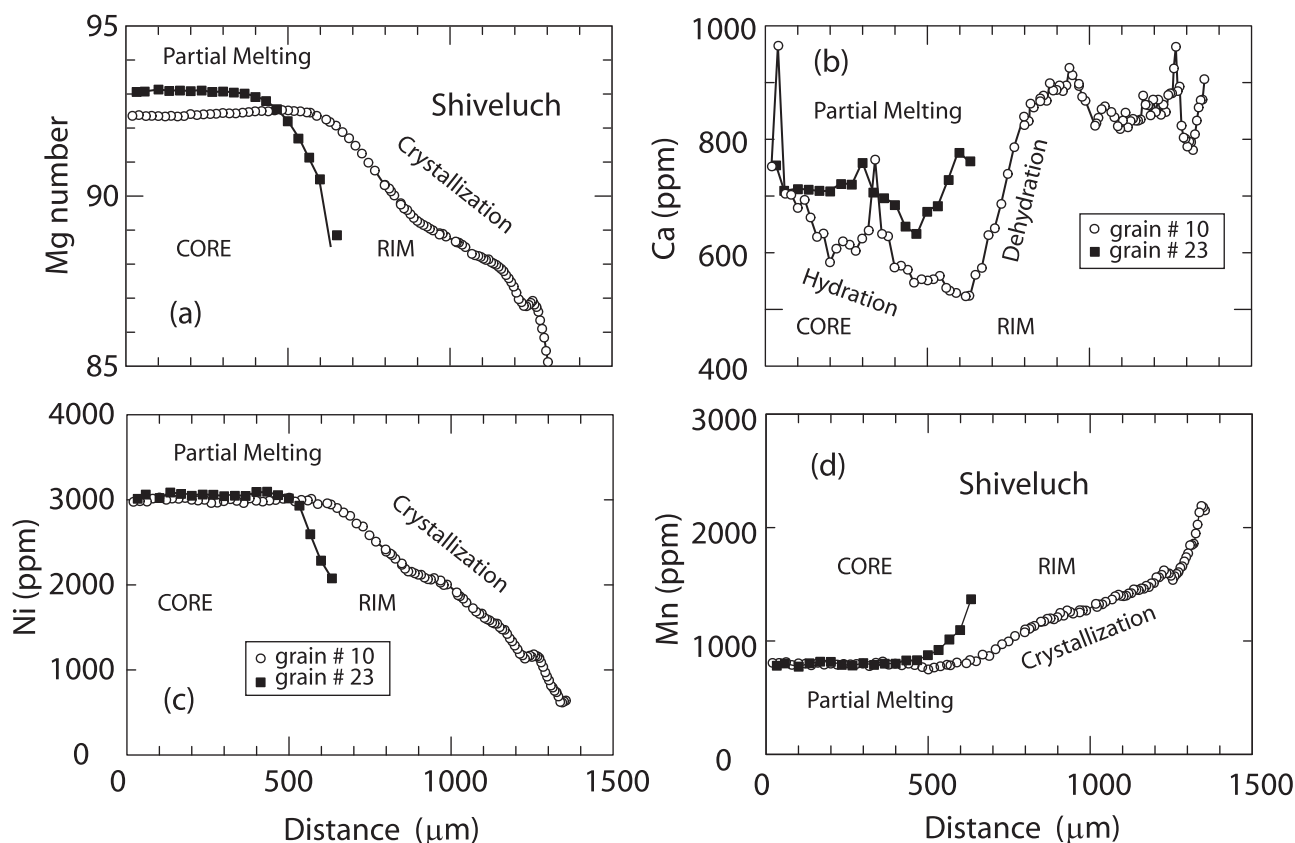 95
90
85
Mg number
Partial Melting
Shiveluch
Crystallization
CORE
RIM
(a)
1000
800
600
400
Ca (ppm)
(b)
Partial Melting
Dehydration
Hydration
CORE
RIM
grain # 10
grain # 23
4000
3000
2000
1000
0
Ni (ppm)
Partial Melting
Crystallization
CORE
RIM
grain # 10
grain # 23
(c)
0
500
1000
1500
Distance (μm)
3000
2000
1000
0
Mn (ppm)
(d)
Shiveluch
CORE
RIM
Crystallization
Partial Melting
0
500
1000
1500
Distance (μm)